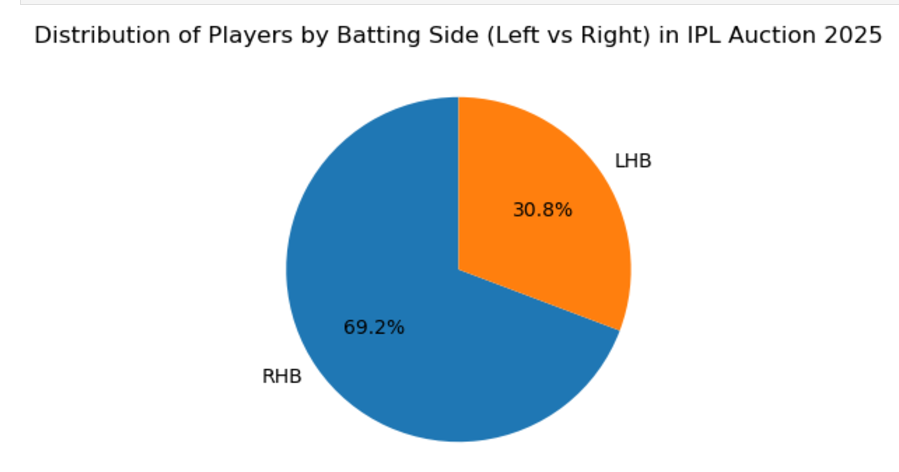 Distribution of Players by Batting Side (Left vs Right) in IPL Auction 2025
LHB
30.8%
69.2%
RHB